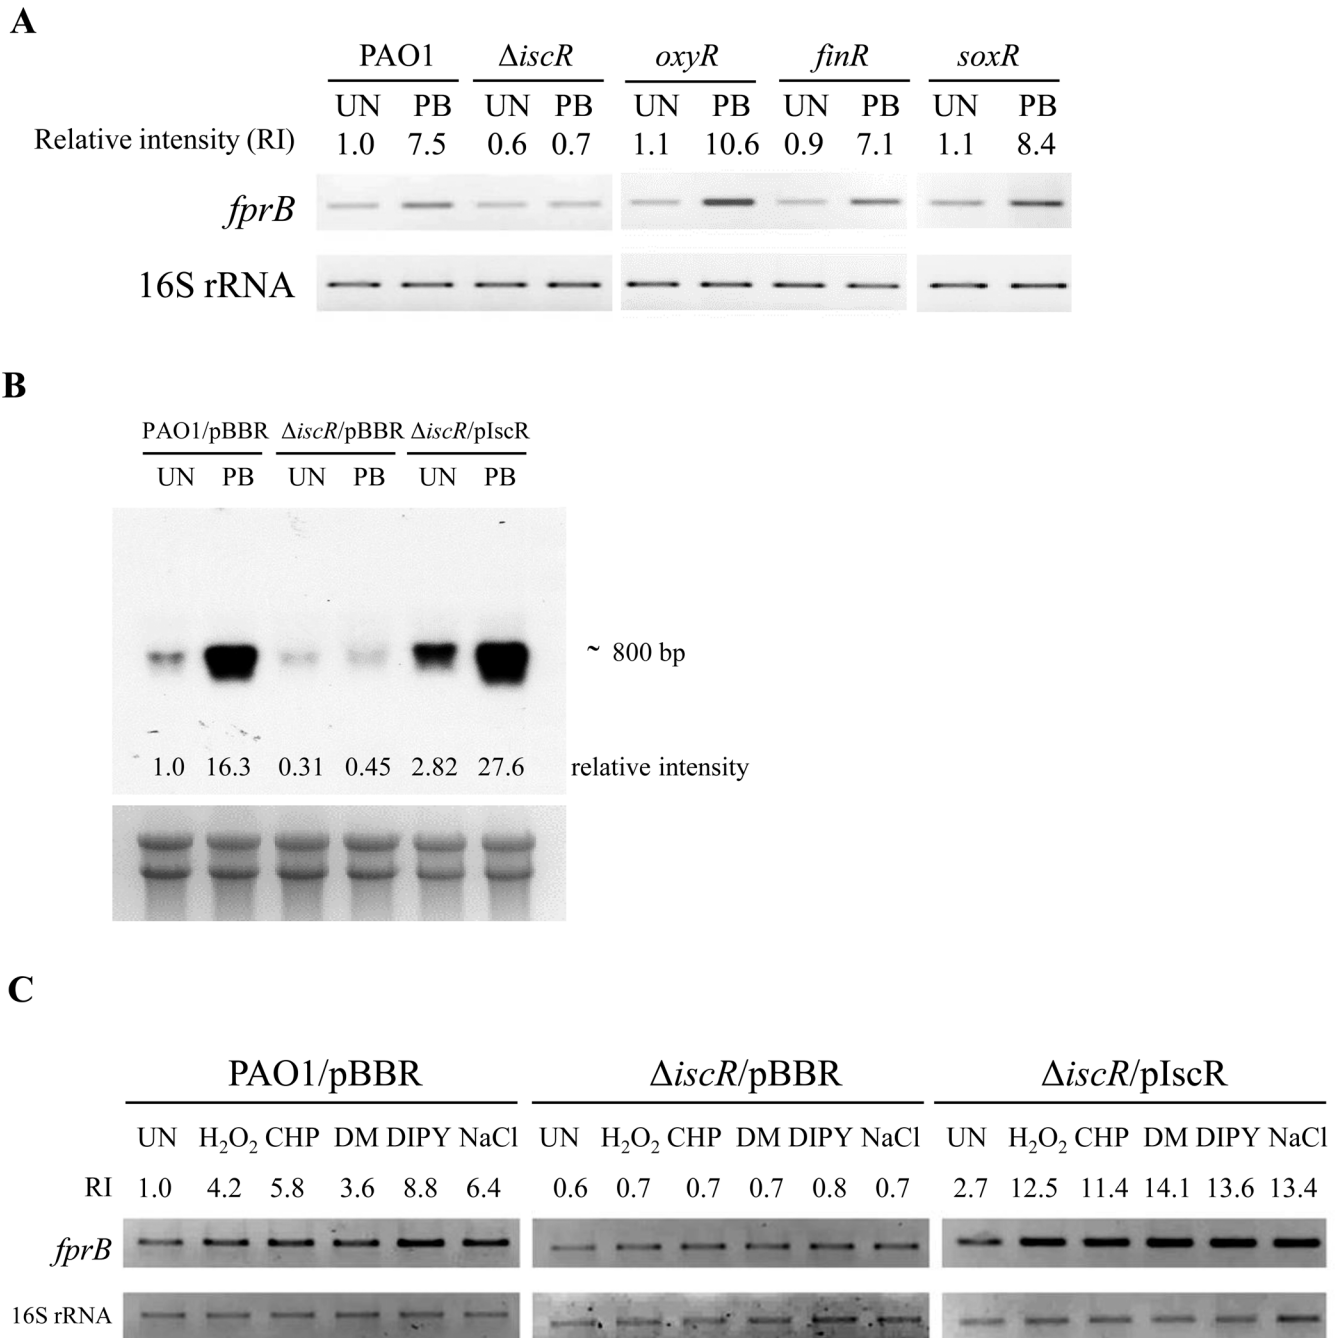 A
PAO1 ΔiscR oxyR finR soxR
UN PB UN PB UN PB UN PB UN PB
Relative intensity (RI) 1.0 7.5 0.6 0.7 1.1 10.6 0.9 7.1 1.1 8.4
fprB
16S rRNA
B
PAO1/pBBR ΔiscR/pBBR ΔiscR/pIscR
UN PB UN PB UN PB
~ 800 bp
1.0 16.3 0.31 0.45 2.82 27.6 relative intensity
C
PAO1/pBBR ΔiscR/pBBR ΔiscR/pIscR
UN H₂O₂ CHP DM DIPY NaCl UN H₂O₂ CHP DM DIPY NaCl UN H₂O₂ CHP DM DIPY NaCl
RI 1.0 4.2 5.8 3.6 8.8 6.4 0.6 0.7 0.7 0.7 0.8 0.7 2.7 12.5 11.4 14.1 13.6 13.4
fprB
16S rRNA